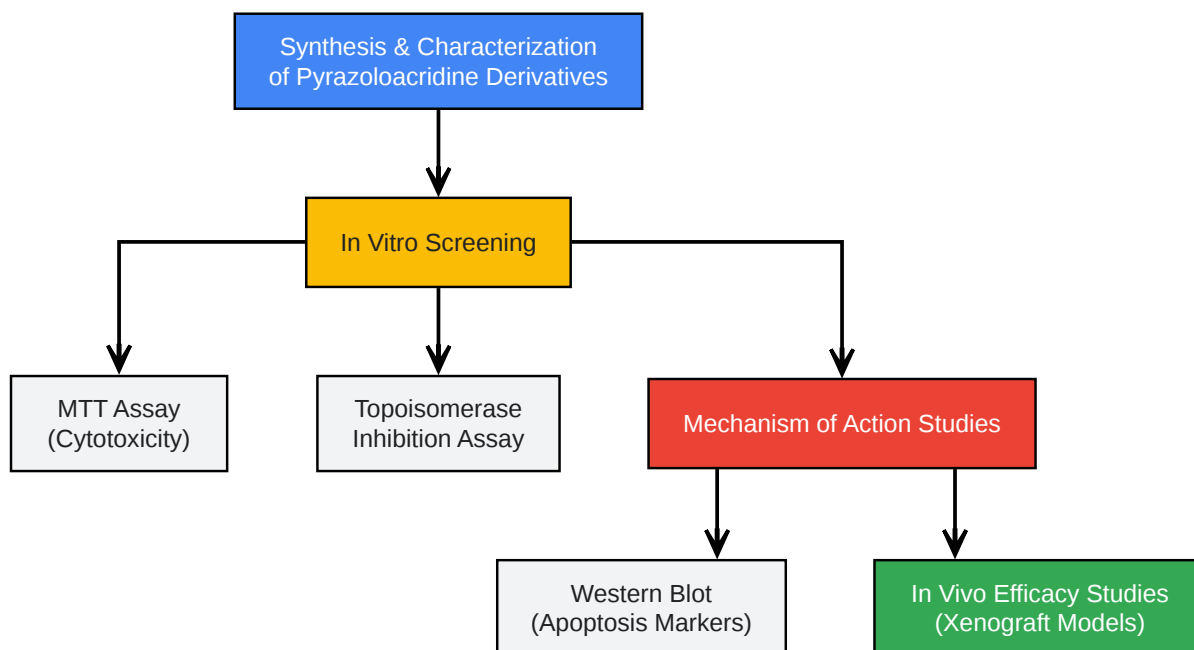 Synthesis & Characterization
of Pyrazoloacridine Derivatives
In Vitro Screening
MTT Assay
(Cytotoxicity)
Topoisomerase
Inhibition Assay
Mechanism of Action Studies
Western Blot
(Apoptosis Markers)
In Vivo Efficacy Studies
(Xenograft Models)